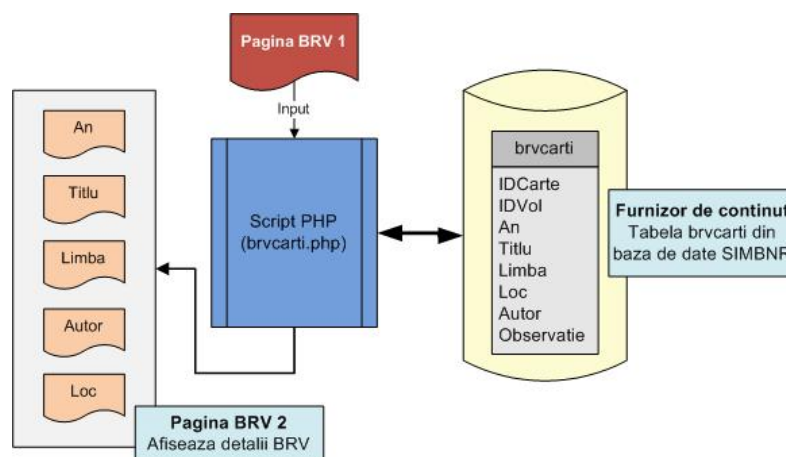 Pagina BRV 1
Input
An
Titlu
Limba
Autor
Loc
Script PHP
(brvcarti.php)
brvcarti
IDCarte
IDVol
An
Titlu
Limba
Loc
Autor
Observatie
Furnizor de continut
Tabela brvcarti din
baza de date SIMBNR
Pagina BRV 2
Afiseaza detalii BRV